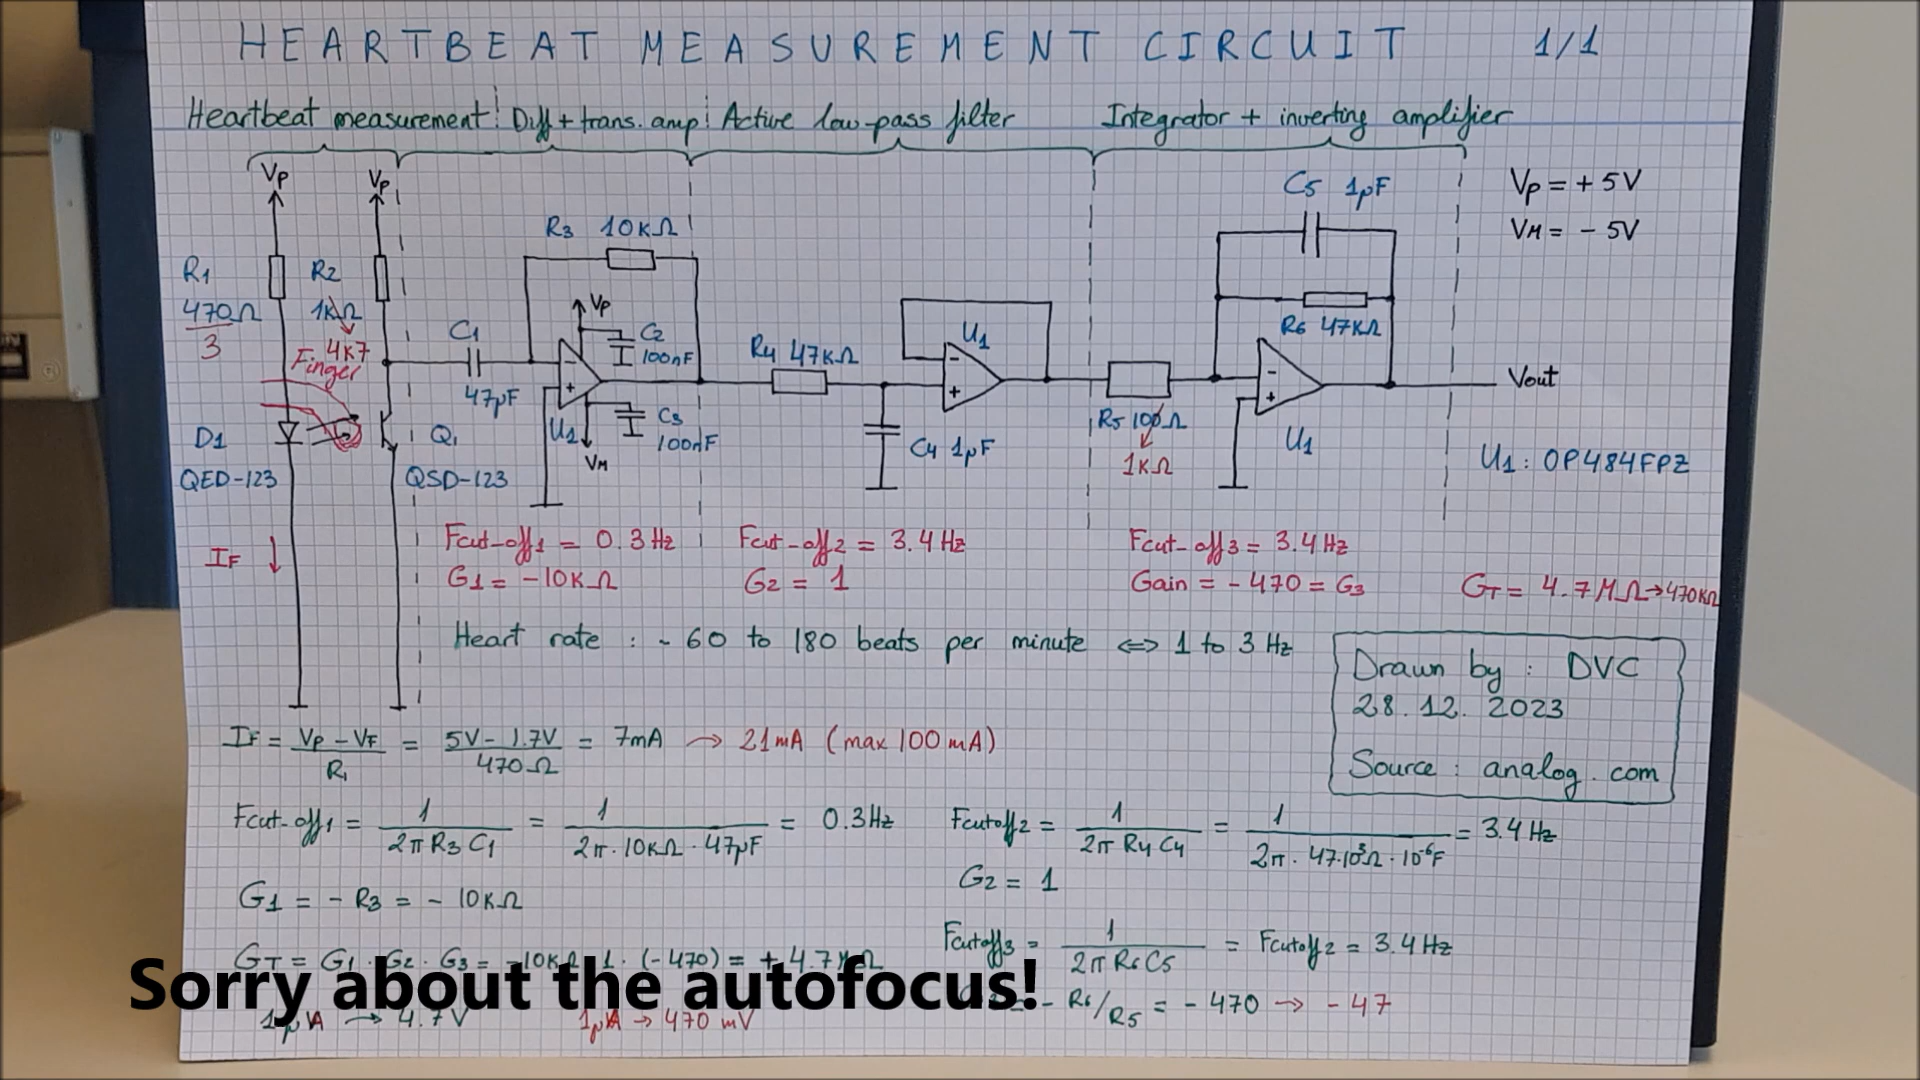 HEARTBEAT MEASUREMENT CIRCUIT 1/1
Heartbeat measurement Diff + trans. amp Active low-pass filter Integrator + inverting amplifier
Vp
Vp
C5 1µF
Vp = + 5V
VM = - 5V
R3 10KΩ
R1
470Ω
3
R2
1KΩ
4K7
Finger
C1
47µF
Vp
C2
100nF
C3
100nF
U1
VM
R4 47KΩ
U1
C4 1µF
R5 100Ω
1KΩ
R6 47KΩ
U1
Vout
U1: OP484FPZ
D1
QED-123
Q1
QSD-123
IF
Fcut-off1 = 0.3 Hz
G1 = -10KΩ
Fcut-off2 = 3.4 Hz
G2 = 1
Fcut-off3 = 3.4 Hz
Gain = - 470 = G3
GT = 4.7MΩ→470KΩ
Heart rate : ~ 60 to 180 beats per minute ⇔ 1 to 3 Hz
Drawn by : DVC
28.12.2023
Source : analog.com
IF = Vp - VF / R1 = 5V - 1.7V / 470Ω = 7mA → 21mA (max 100 mA)
Fcut-off1 = 1 / 2π R3 C1 = 1 / 2π·10KΩ·47µF = 0.3Hz
G1 = - R3 = - 10KΩ
GT = G1·G2·G3 = -10KΩ·1·(-470) = + 4.7MΩ
1µA → 4.7V 1µA → 470 mV
Fcutoff2 = 1 / 2π R4 C4 = 1 / 2π·47·10³Ω·10⁻⁶F = 3.4 Hz
G2 = 1
Fcutoff3 = 1 / 2π R6 C5 = Fcutoff2 = 3.4 Hz
= - R6/R5 = - 470 → - 47
Sorry about the autofocus!